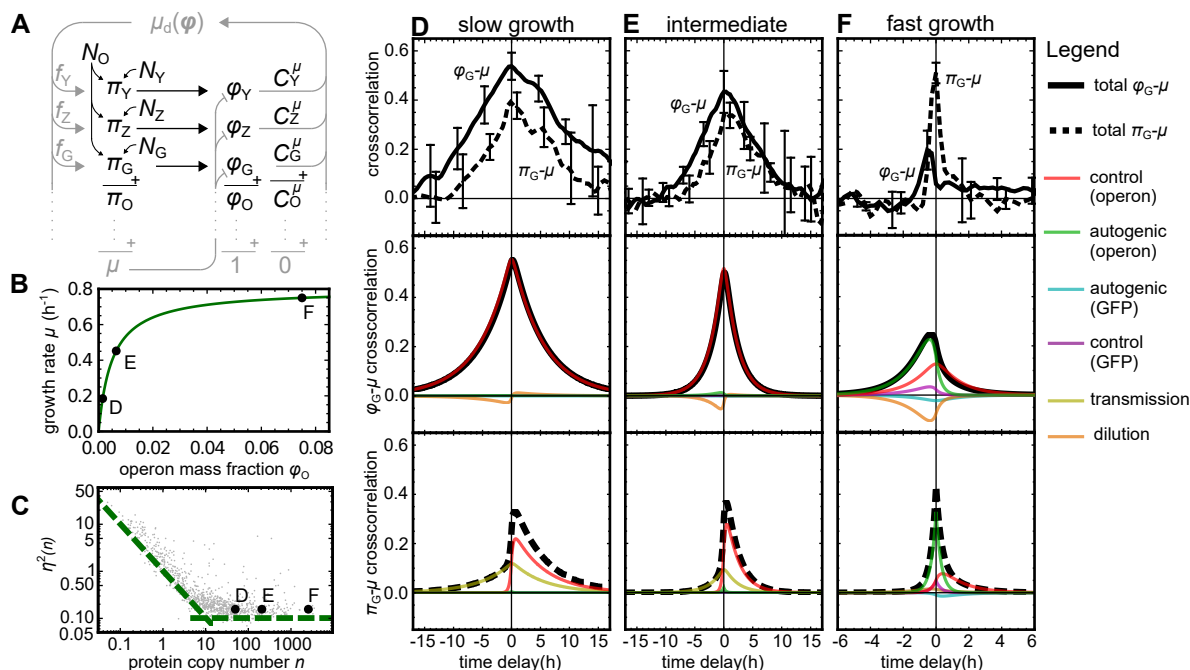 A
μd(φ)
NO
fY
πY
NY
φY
CμY
fZ
πZ
NZ
φZ
CμZ
fG
πG
NG
φG
CμG
+
+
+
πO
φO
CμO
+
+
+
μ
1
0
B
growth rate μ (h⁻¹)
0.8
0.6
0.4
0.2
0.0
D
E
F
0.00 0.02 0.04 0.06 0.08
operon mass fraction φO
C
η²(n)
50
10
5
1
0.50
0.10
0.05
D E F
0.1 1 10 100 1000
protein copy number n
D slow growth
crosscorrelation
0.6
0.4
0.2
0.0
φG-μ
πG-μ
φG-μ crosscorrelation
0.6
0.4
0.2
0.0
πG-μ crosscorrelation
0.4
0.2
0.0
-15 -10 -5 0 5 10 15
time delay(h)
E intermediate
φG-μ
πG-μ
-15 -10 -5 0 5 10 15
time delay(h)
F fast growth
πG-μ
φG-μ
-6 -4 -2 0 2 4 6
time delay(h)
Legend
total φG-μ
total πG-μ
control
(operon)
autogenic
(operon)
autogenic
(GFP)
control
(GFP)
transmission
dilution